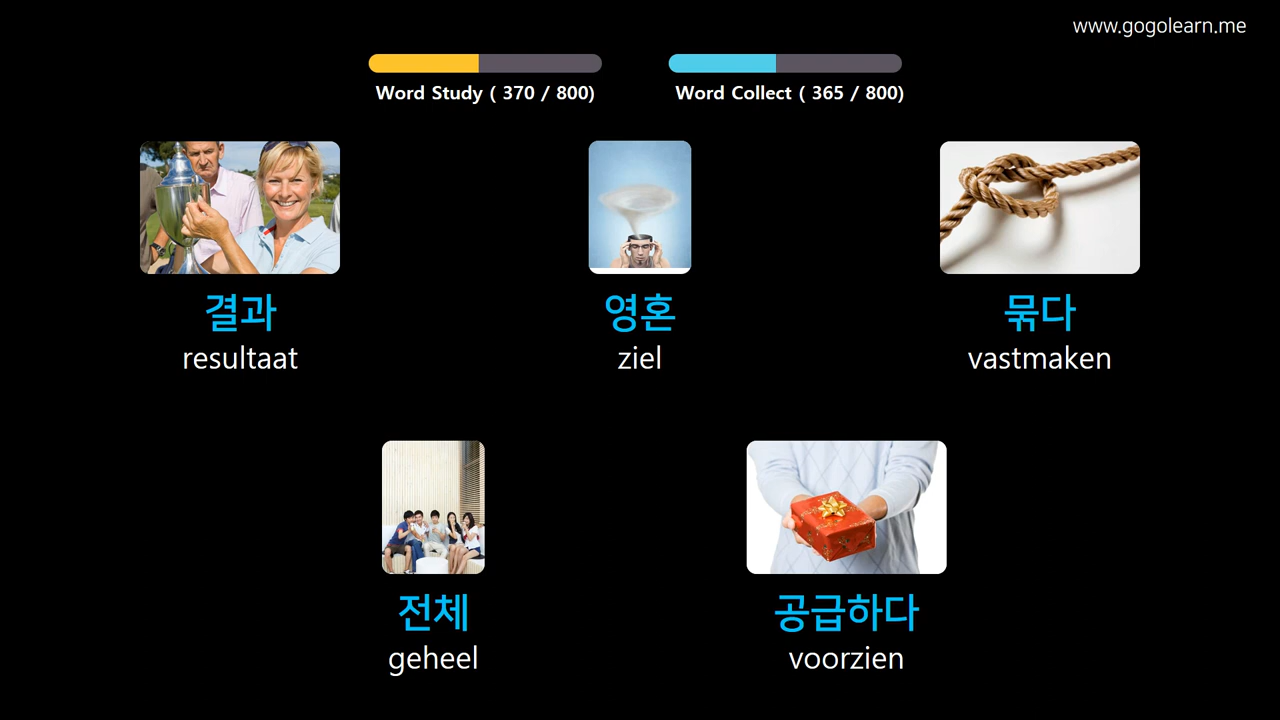 www.gogolearn.me
Word Study ( 370 / 800)
Word Collect ( 365 / 800)
결과
resultaat
영혼
ziel
묶다
vastmaken
전체
geheel
공급하다
voorzien